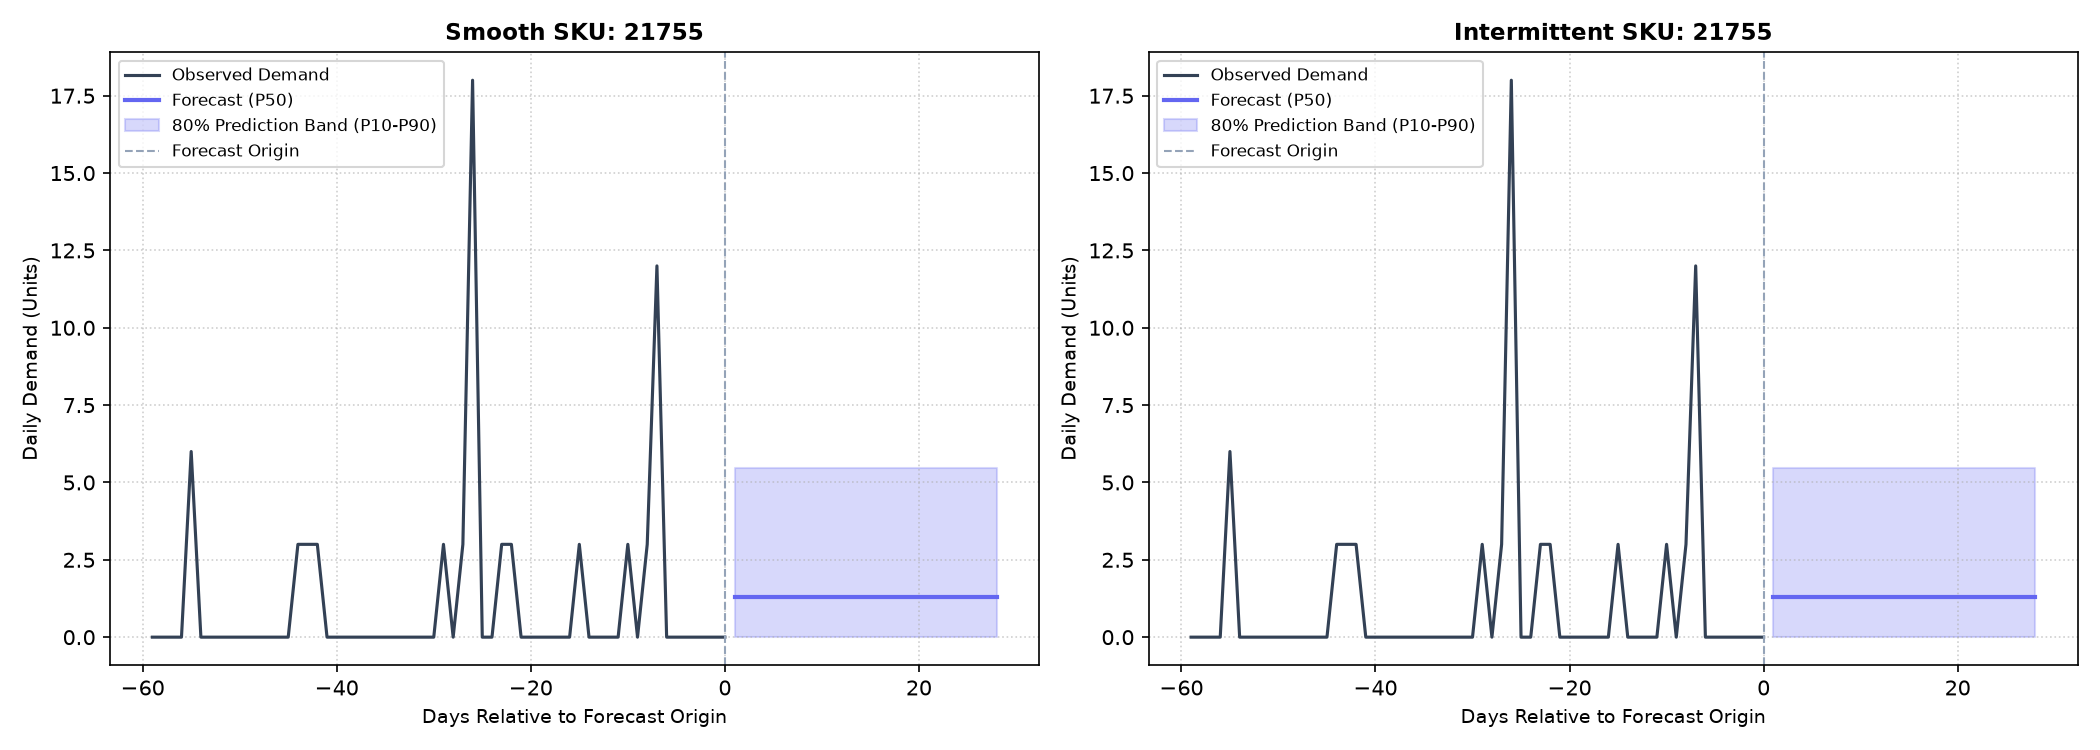 Smooth SKU: 21755
Observed Demand
Forecast (P50)
80% Prediction Band (P10-P90)
Forecast Origin
17.5
15.0
12.5
10.0
7.5
5.0
2.5
0.0
Daily Demand (Units)
−60
−40
−20
0
20
Days Relative to Forecast Origin
Intermittent SKU: 21755
Observed Demand
Forecast (P50)
80% Prediction Band (P10-P90)
Forecast Origin
17.5
15.0
12.5
10.0
7.5
5.0
2.5
0.0
Daily Demand (Units)
−60
−40
−20
0
20
Days Relative to Forecast Origin